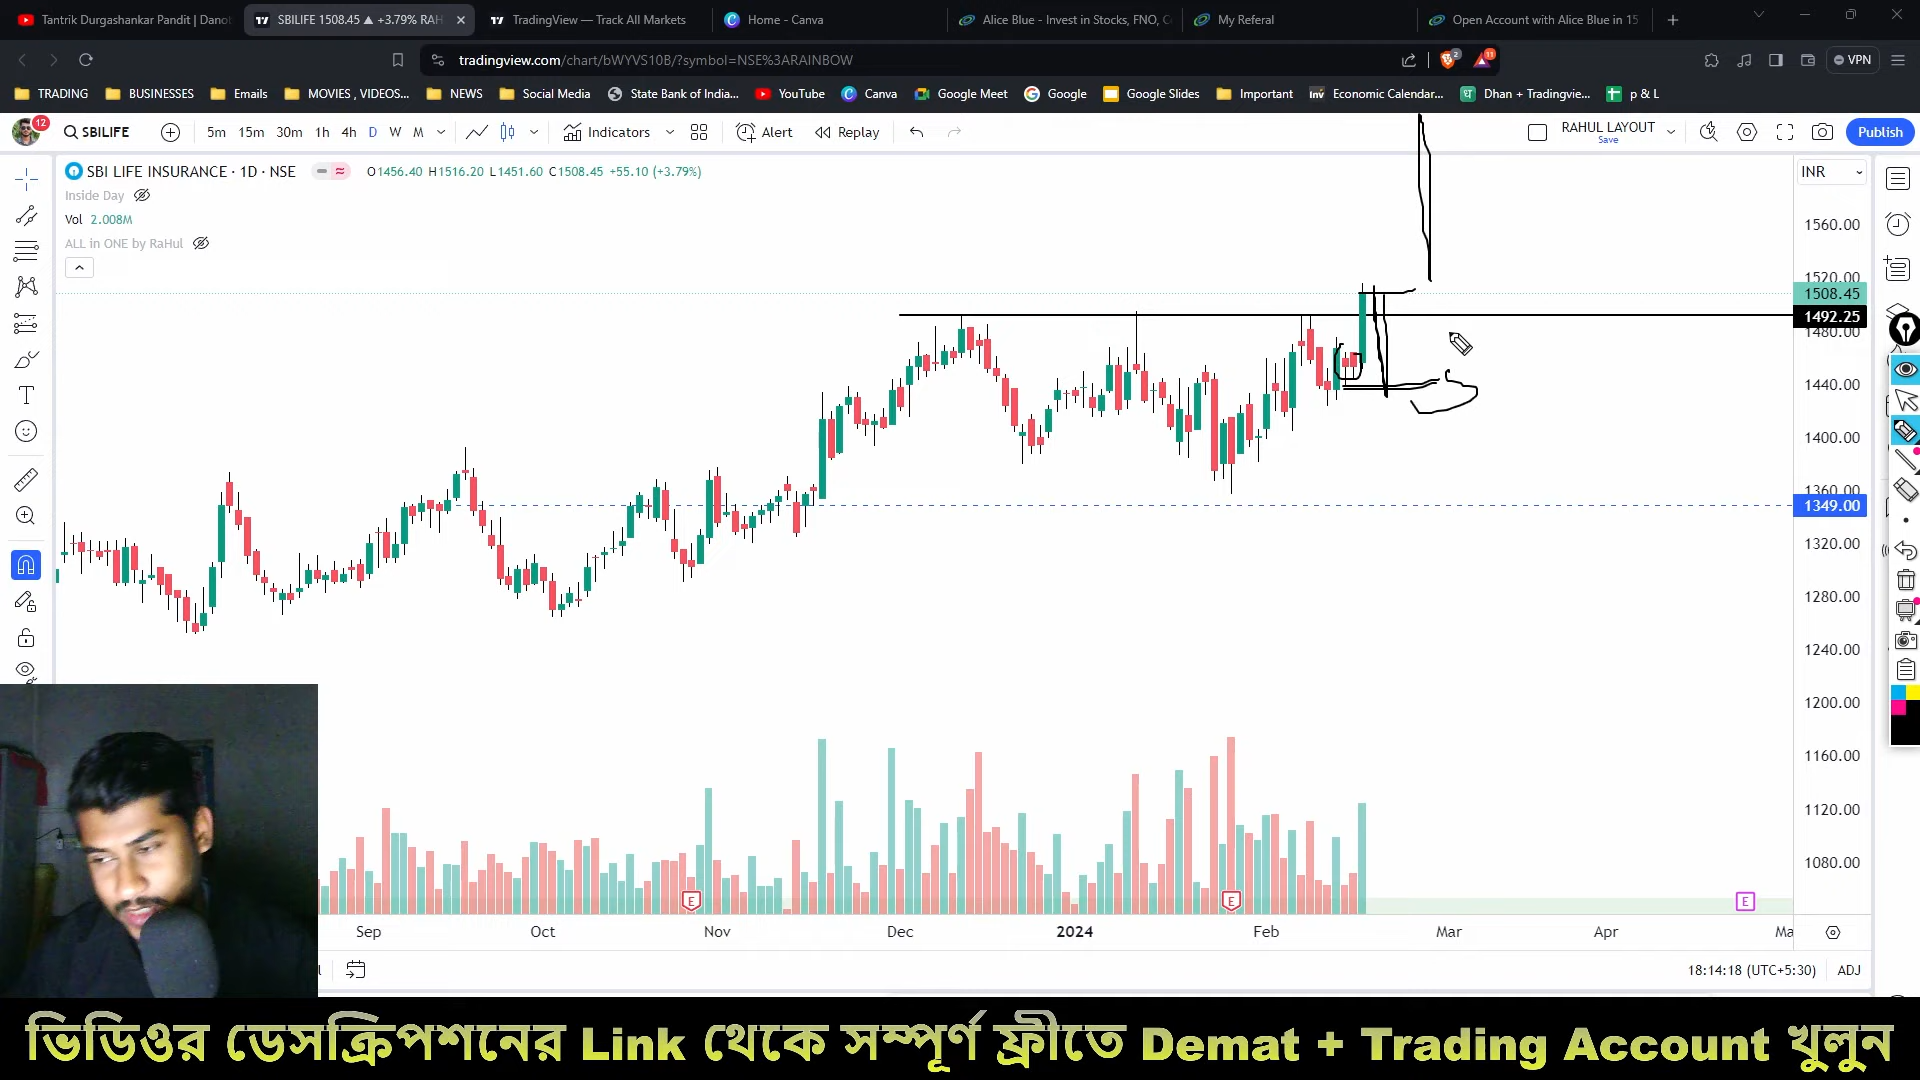 Tantrik Durgashankar Pandit | Danob
SBILIFE 1508.45 ▲ +3.79% RAH
TradingView — Track All Markets
Home - Canva
Alice Blue - Invest in Stocks, FNO, C
My Referal
Open Account with Alice Blue in 15
tradingview.com/chart/bWYVS10B/?symbol=NSE%3ARAINBOW
2
11
VPN
TRADING
BUSINESSES
Emails
MOVIES , VIDEOS...
NEWS
Social Media
State Bank of India...
YouTube
Canva
Google Meet
Google
Google Slides
Important
Economic Calendar...
Dhan + Tradingvie...
p & L
12
SBILIFE
5m 15m 30m 1h 4h D W M
Indicators
Alert
Replay
RAHUL LAYOUT
Save
Publish
SBI LIFE INSURANCE · 1D · NSE
O1456.40 H1516.20 L1451.60 C1508.45 +55.10 (+3.79%)
INR
Inside Day
Vol 2.008M
ALL in ONE by RaHul
1560.00
1520.00
1508.45
1492.25
1480.00
1440.00
1400.00
1360.00
1349.00
1320.00
1280.00
1240.00
1200.00
1160.00
1120.00
1080.00
E
E
E
Sep Oct Nov Dec 2024 Feb Mar Apr Ma
18:14:18 (UTC+5:30) ADJ
ভিডিওর ডেসক্রিপশনের Link থেকে সম্পূর্ণ ফ্রীতে Demat + Trading Account খুলুন